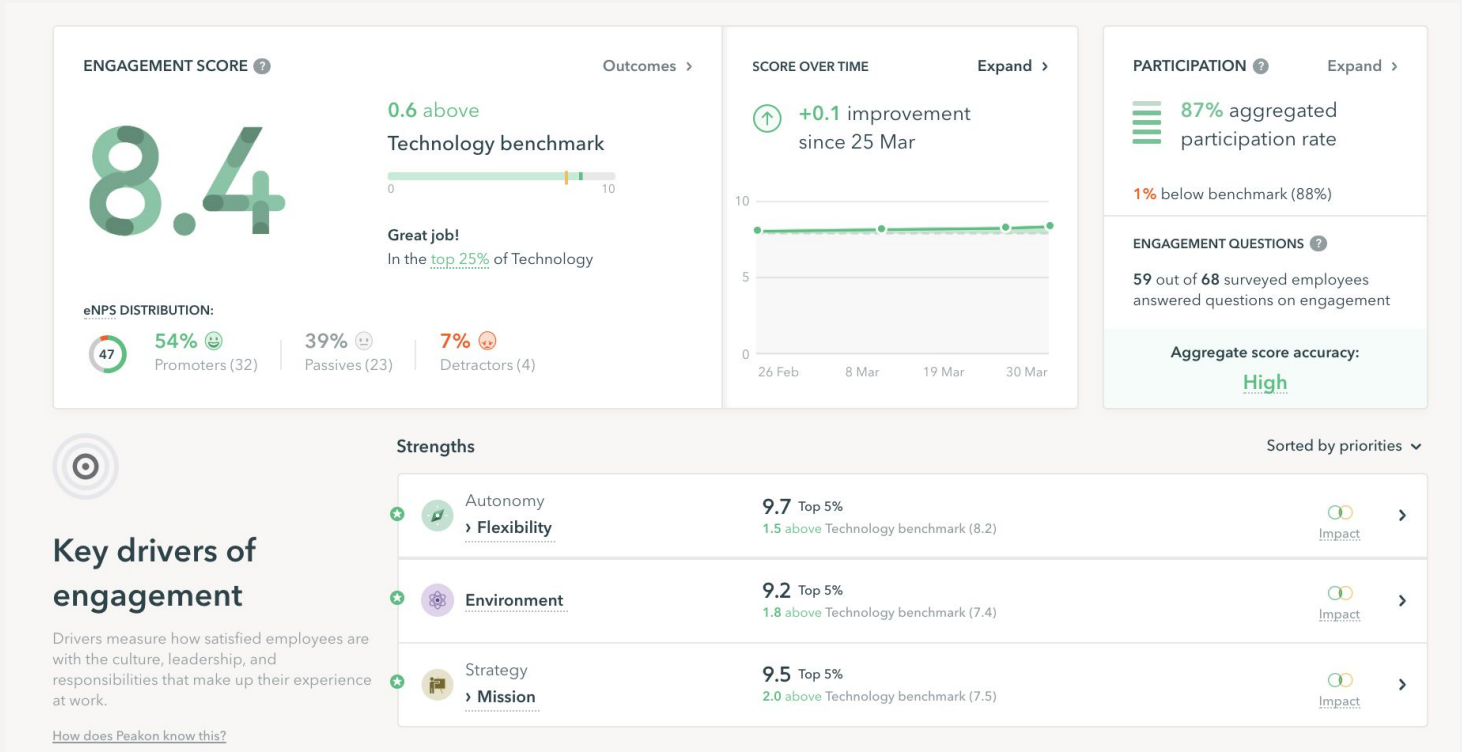 ENGAGEMENT SCORE ?
Outcomes >
8.4
0.6 above
Technology benchmark
0
10
Great job!
In the top 25% of Technology
eNPS DISTRIBUTION:
47
54%
Promoters (32)
39%
Passives (23)
7%
Detractors (4)
SCORE OVER TIME
Expand >
+0.1 improvement
since 25 Mar
10
5
0
26 Feb
8 Mar
19 Mar
30 Mar
PARTICIPATION ?
Expand >
87% aggregated
participation rate
1% below benchmark (88%)
ENGAGEMENT QUESTIONS ?
59 out of 68 surveyed employees
answered questions on engagement
Aggregate score accuracy:
High
Key drivers of
engagement
Drivers measure how satisfied employees are
with the culture, leadership, and
responsibilities that make up their experience
at work.
How does Peakon know this?
Strengths
Sorted by priorities
Autonomy
› Flexibility
9.7 Top 5%
1.5 above Technology benchmark (8.2)
Impact
Environment
9.2 Top 5%
1.8 above Technology benchmark (7.4)
Impact
Strategy
› Mission
9.5 Top 5%
2.0 above Technology benchmark (7.5)
Impact